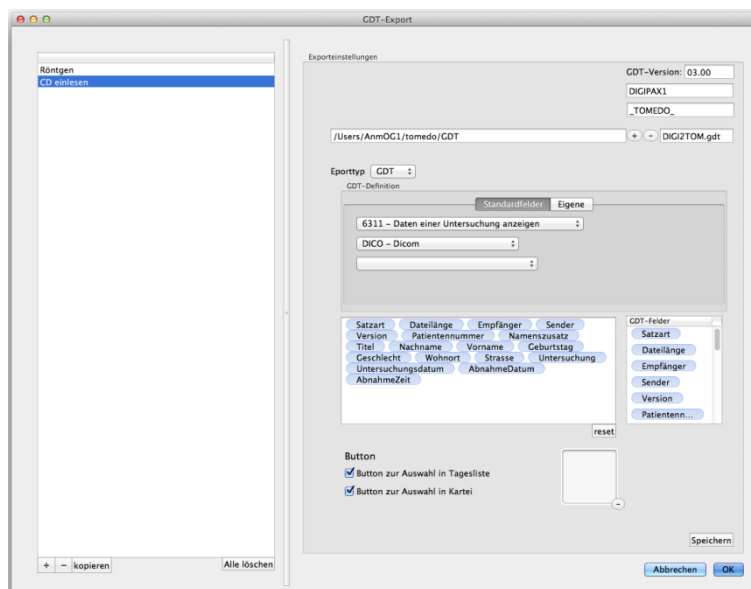 GDT-Export
Röntgen
CD einlesen
Exporteinstellungen
GDT-Version: 03.00
DIGIPAX1
_TOMEDO_
/Users/AnmOG1/tomedo/GDT + - DIGI2TOM.gdt
Eporttyp GDT
GDT-Definition
Standardfelder Eigene
6311 - Daten einer Untersuchung anzeigen
DICO - Dicom
Satzart Dateilänge Empfänger Sender
Version Patientennummer Namenszusatz
Titel Nachname Vorname Geburtstag
Geschlecht Wohnort Strasse Untersuchung
Untersuchungsdatum AbnahmeDatum
AbnahmeZeit
GDT-Felder
Satzart
Dateilänge
Empfänger
Sender
Version
Patientenn...
reset
Button
Button zur Auswahl in Tagesliste
Button zur Auswahl in Kartei
-
Speichern
+ - kopieren Alle löschen
Abbrechen OK